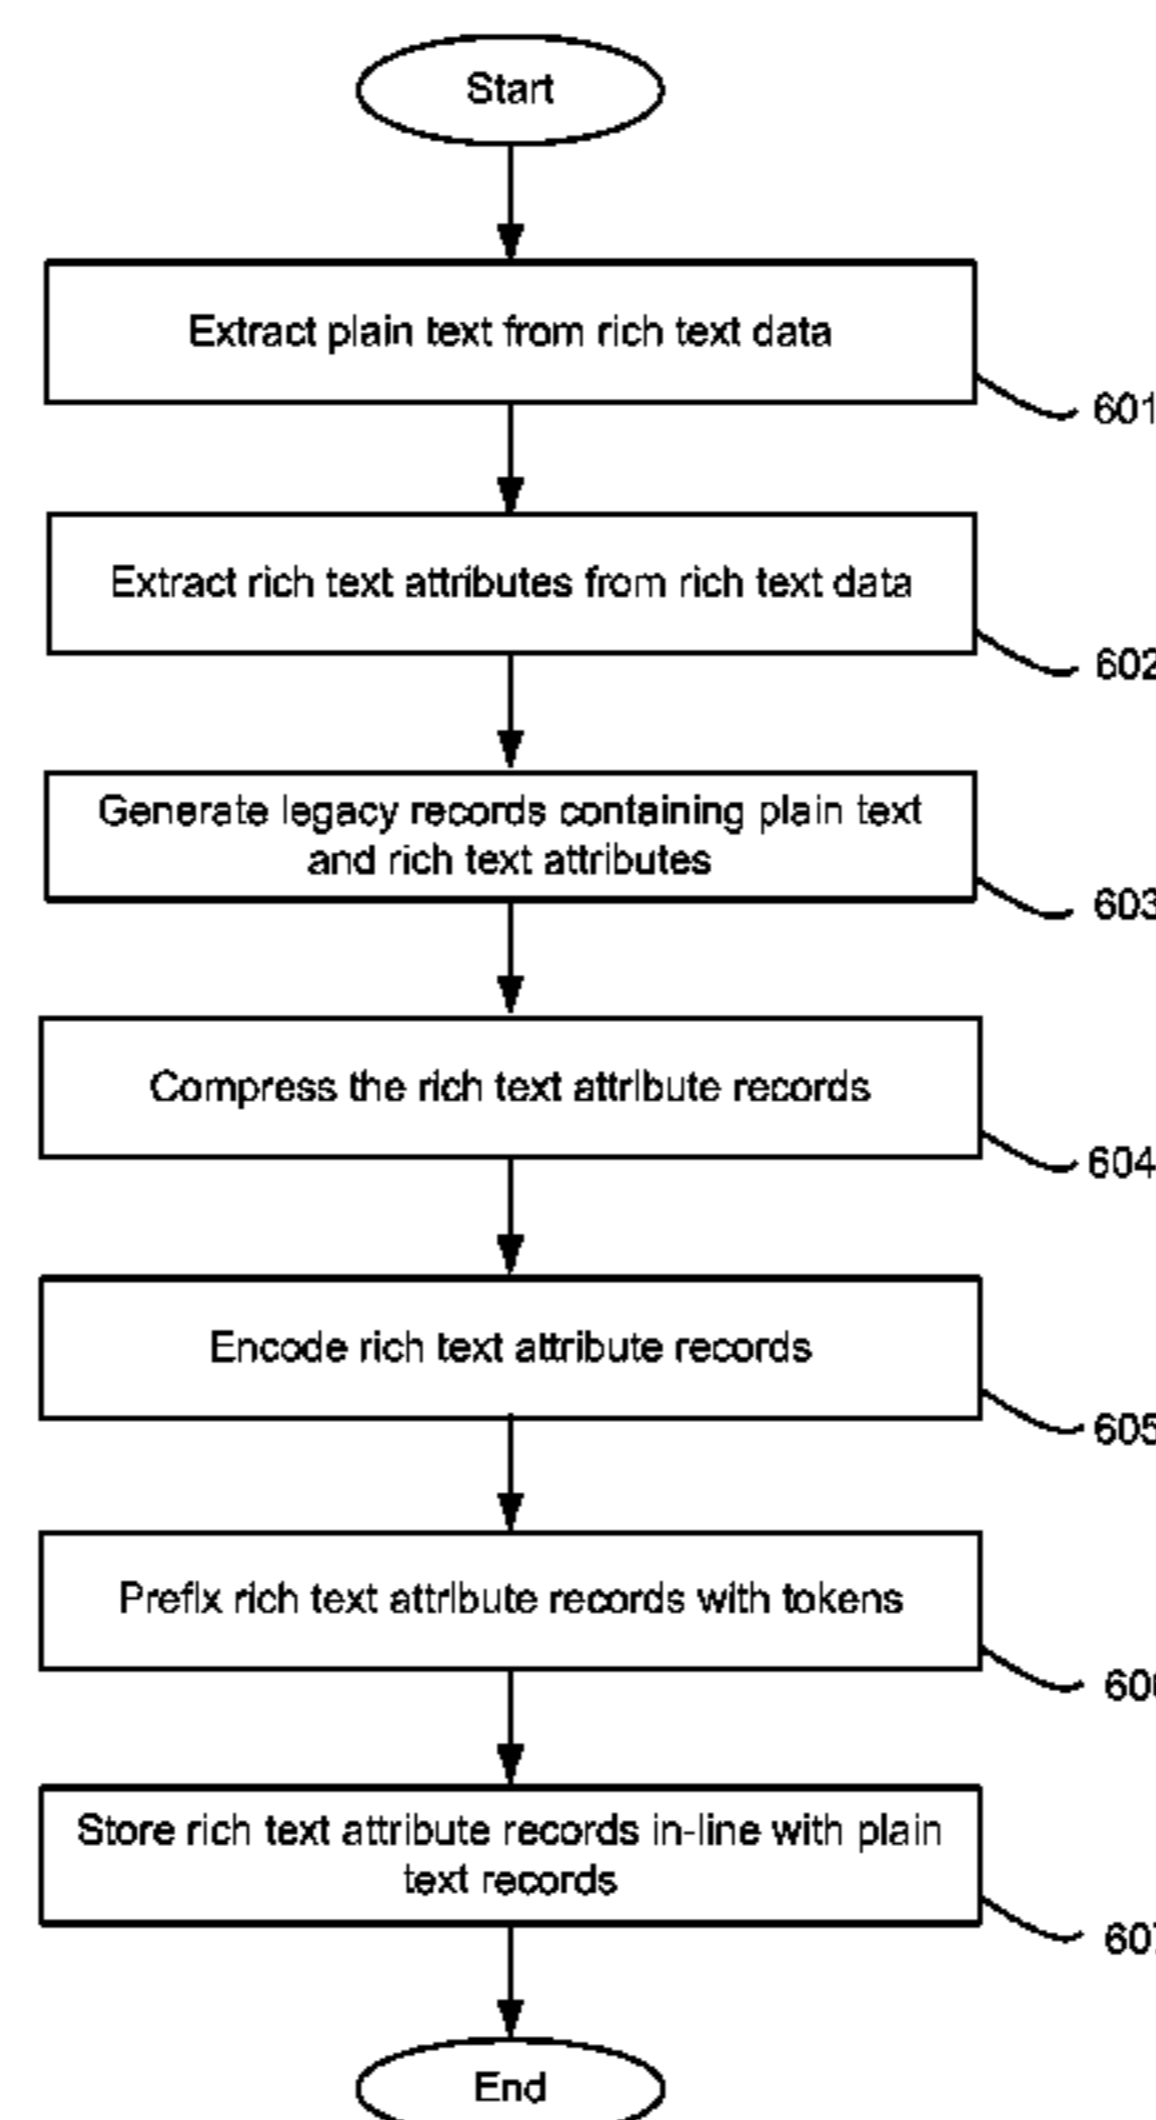 Start
Extract plain text from rich text data
601
Extract rich text attributes from rich text data
602
Generate legacy records containing plain text
and rich text attributes
603
Compress the rich text attribute records
604
Encode rich text attribute records
605
Prefix rich text attribute records with tokens
606
Store rich text attribute records in-line with plain
text records
607
End